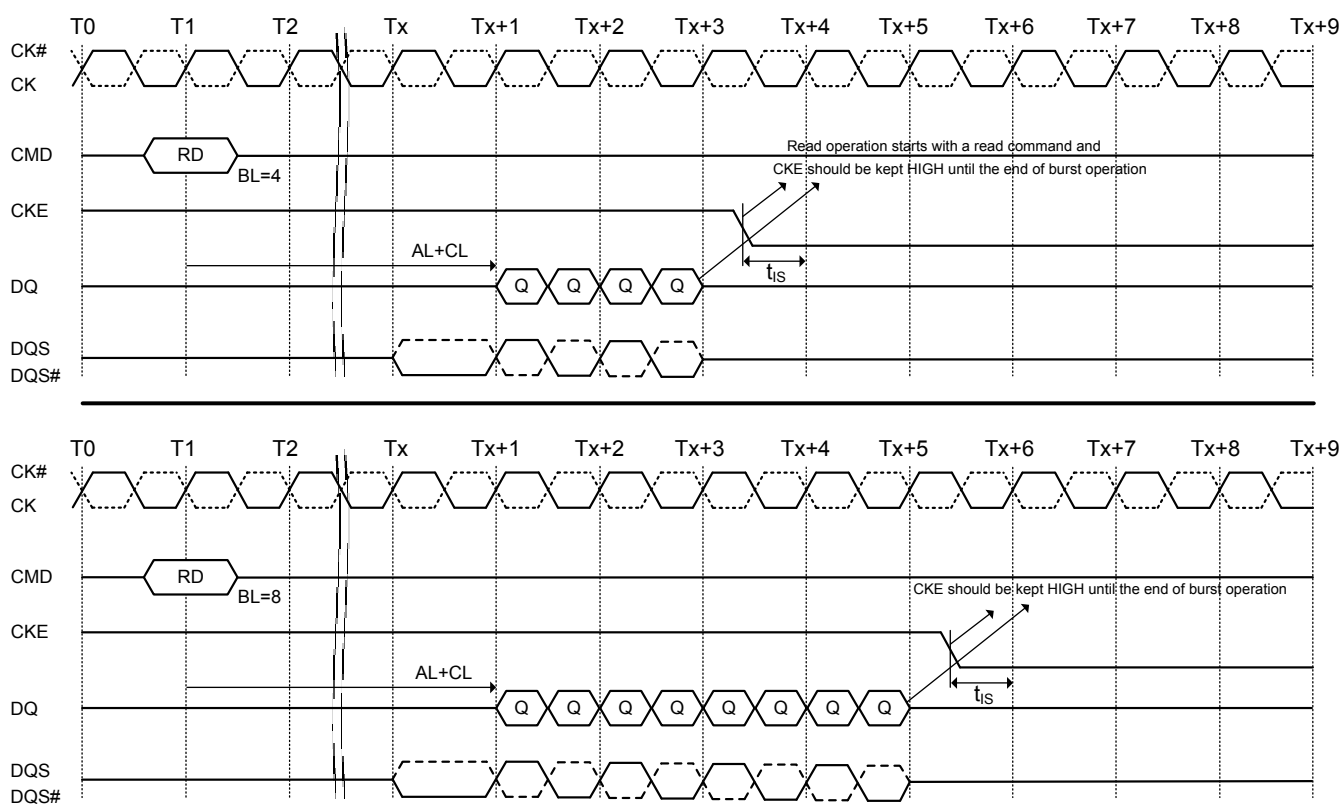 T0 T1 T2 Tx Tx+1 Tx+2 Tx+3 Tx+4 Tx+5 Tx+6 Tx+7 Tx+8 Tx+9
CK#
CK
CMD RD
BL=4
Read operation starts with a read command and
CKE should be kept HIGH until the end of burst operation
CKE
AL+CL
tIS
DQ Q Q Q Q
DQS
DQS#
T0 T1 T2 Tx Tx+1 Tx+2 Tx+3 Tx+4 Tx+5 Tx+6 Tx+7 Tx+8 Tx+9
CK#
CK
CMD RD
BL=8
CKE should be kept HIGH until the end of burst operation
CKE
AL+CL
tIS
DQ Q Q Q Q Q Q Q Q
DQS
DQS#